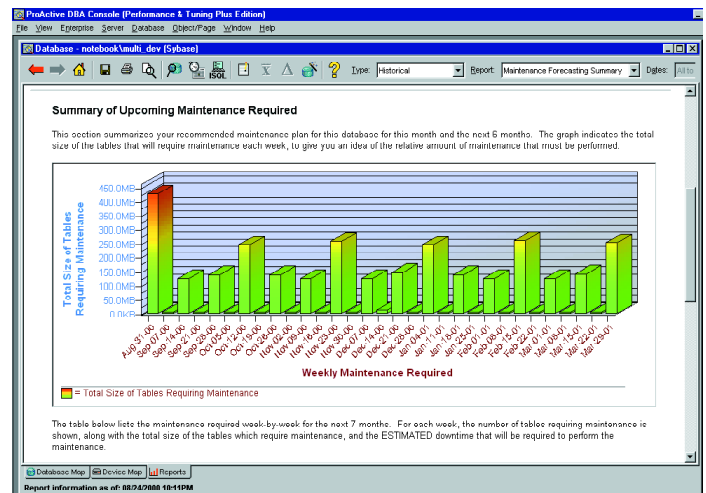 ProActive DBA Console (Performance & Tuning Plus Edition)
File View Enterprise Server Database Object/Page Window Help
Database - notebook\multi_dev (Sybase)
ISOL
Type: Historical
Report: Maintenance Forecasting Summary
Dates: All to
Summary of Upcoming Maintenance Required
This section summarizes your recommended maintenance plan for this database for this month and the next 6 months. The graph indicates the total
size of the tables that will require maintenance each week, to give you an idea of the relative amount of maintenance that must be performed.
Total Size of Tables
Requiring Maintenance
450.0MB
400.0MB
350.0MB
300.0MB
250.0MB
200.0MB
150.0MB
100.0MB
50.0MB
0.0KB
Aug-31-00
Sep-07-00
Sep-14-00
Sep-21-00
Sep-28-00
Oct-05-00
Oct-12-00
Oct-19-00
Oct-26-00
Nov-02-00
Nov-09-00
Nov-16-00
Nov-23-00
Nov-30-00
Dec-07-00
Dec-14-00
Dec-21-00
Dec-28-00
Jan-04-01
Jan-11-01
Jan-18-01
Jan-25-01
Feb-01-01
Feb-08-01
Feb-15-01
Feb-22-01
Mar-01-01
Mar-08-01
Mar-15-01
Mar-22-01
Mar-29-01
Weekly Maintenance Required
= Total Size of Tables Requiring Maintenance
The table below lists the maintenance required week-by-week for the next 7 months. For each week, the number of tables requiring maintenance is
shown, along with the total size of the tables which require maintenance, and the ESTIMATED downtime that will be required to perform the
maintenance.
Database Map Device Map Reports
Report information as of: 08/24/2000 10:11PM